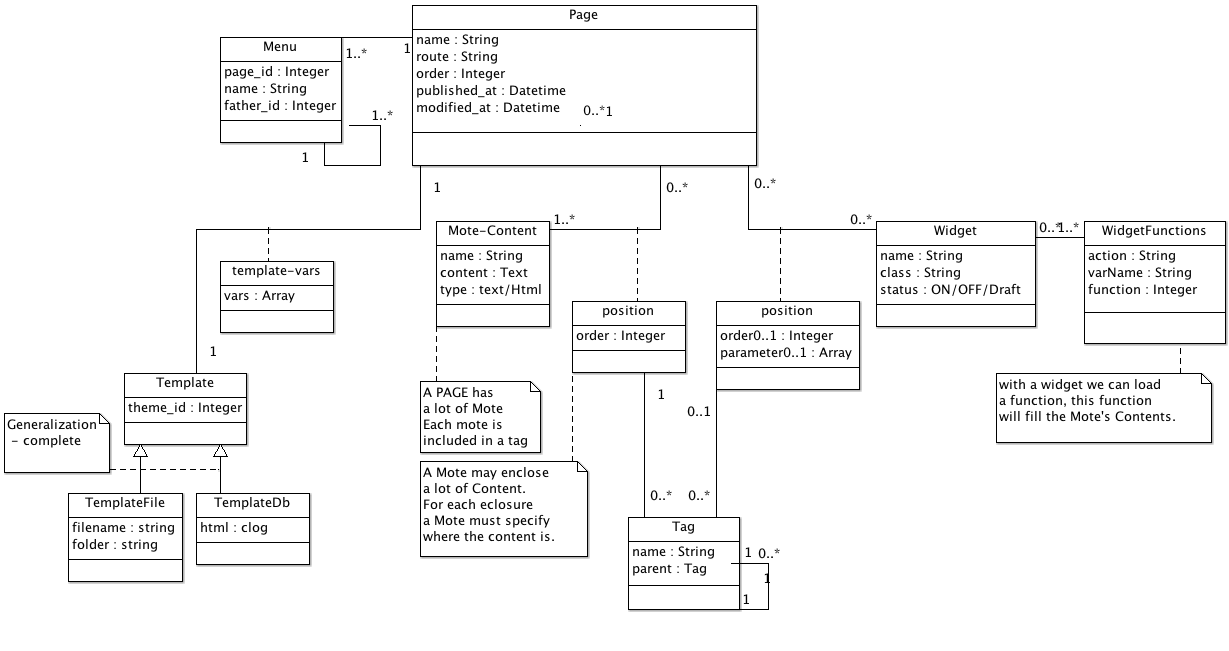 Page
name : String
route : String
order : Integer
published_at : Datetime
modified_at : Datetime
0..*1
Menu
page_id : Integer
name : String
father_id : Integer
1..*
1
1..*
1
1
0..*
0..*
template-vars
vars : Array
Mote-Content
name : String
content : Text
type : text/Html
1..*
position
order : Integer
position
order0..1 : Integer
parameter0..1 : Array
0..*
Widget
name : String
class : String
status : ON/OFF/Draft
0..*
1..*
WidgetFunctions
action : String
varName : String
function : Integer
1
Template
theme_id : Integer
Generalization
- complete
A PAGE has
a lot of Mote
Each mote is
included in a tag
1
0..1
with a widget we can load
a function, this function
will fill the Mote's Contents.
A Mote may enclose
a lot of Content.
For each eclosure
a Mote must specify
where the content is.
TemplateFile
filename : string
folder : string
TemplateDb
html : clog
0..*
0..*
Tag
name : String
parent : Tag
1
0..*
1
1